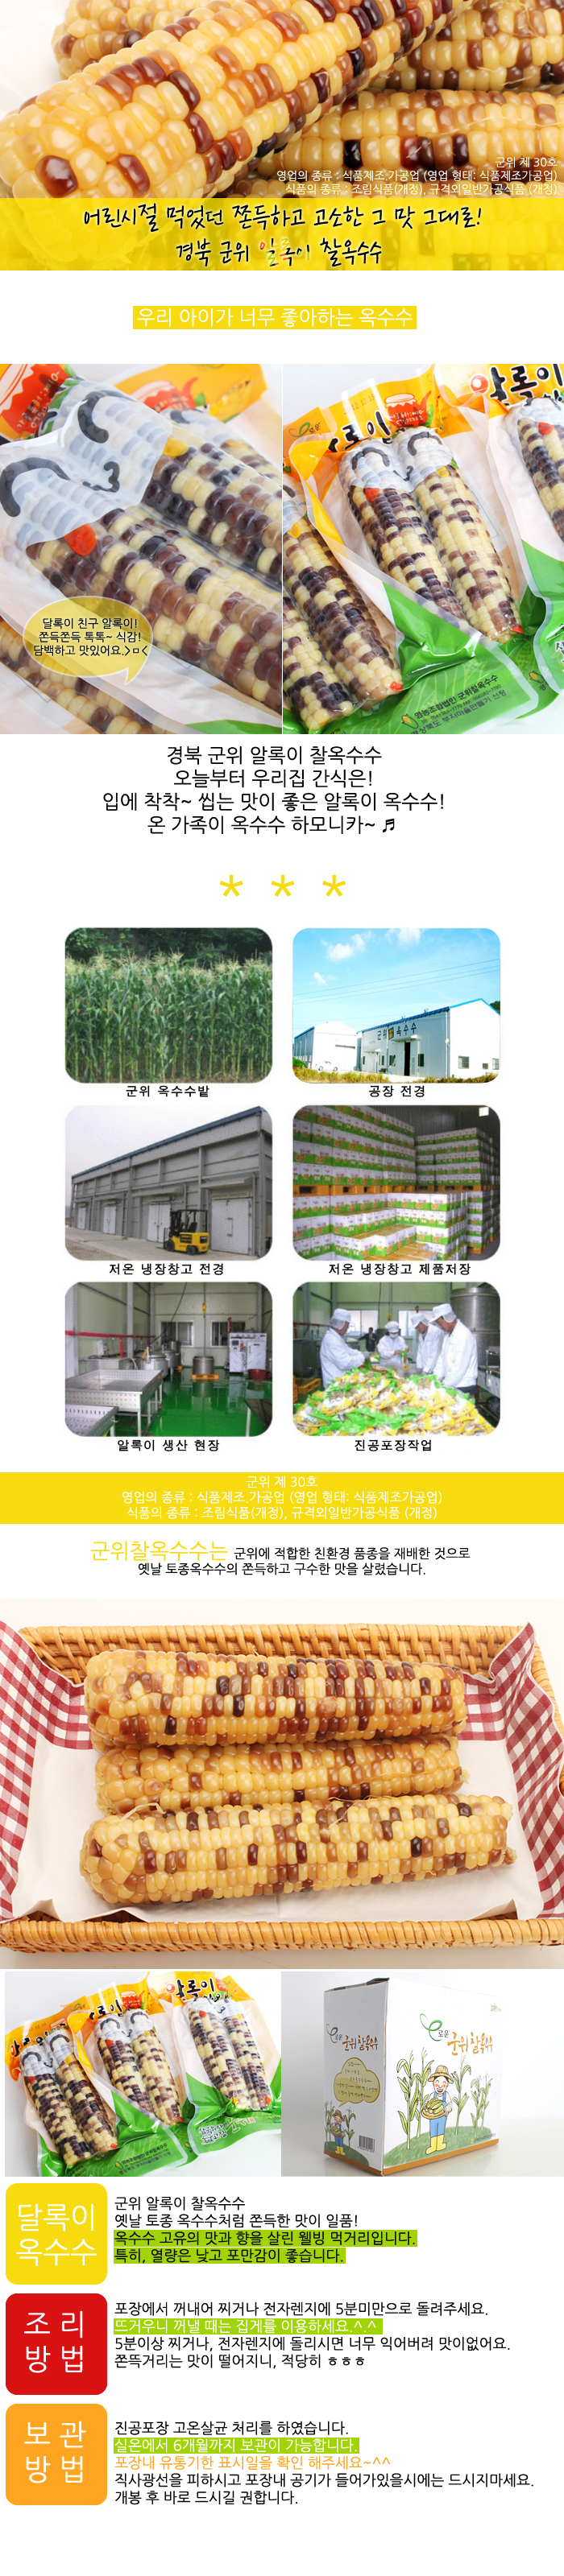 군위 제 30호
영업의 종류 : 식품제조.가공업 (영업 형태: 식품제조가공업)
식품의 종류 : 조림식품(개정), 규격외일반가공식품 (개정)
어린시절 먹었던 쫀득하고 고소한 그 맛 그대로!
경북 군위 알록이 찰옥수수
우리 아이가 너무 좋아하는 옥수수
알록이
달록이 친구 알록이!
쫀득쫀득 톡톡~ 식감!
담백하고 맛있어요.>ㅁ<
영농조합법인 군위찰옥수수
경북 군위 알록이 찰옥수수
오늘부터 우리집 간식은!
입에 착착~ 씹는 맛이 좋은 알록이 옥수수!
온 가족이 옥수수 하모니카~ ♬
* * *
군위 옥수수
군위 옥수수밭
공장 전경
저온 냉장창고 전경
저온 냉장창고 제품저장
알록이 생산 현장
진공포장작업
군위 제 30호
영업의 종류 : 식품제조.가공업 (영업 형태: 식품제조가공업)
식품의 종류 : 조림식품(개정), 규격외일반가공식품 (개정)
군위찰옥수수는 군위에 적합한 친환경 품종을 재배한 것으로
옛날 토종옥수수의 쫀득하고 구수한 맛을 살렸습니다.
알록이
군위찰옥수수
달록이
옥수수
군위 알록이 찰옥수수
옛날 토종 옥수수처럼 쫀득한 맛이 일품!
옥수수 고유의 맛과 향을 살린 웰빙 먹거리입니다.
특히, 열량은 낮고 포만감이 좋습니다.
조 리
방 법
포장에서 꺼내어 찌거나 전자렌지에 5분미만으로 돌려주세요.
뜨거우니 꺼낼 때는 집게를 이용하세요.^.^
5분이상 찌거나, 전자렌지에 돌리시면 너무 익어버려 맛이없어요.
쫀뜩거리는 맛이 떨어지니, 적당히 ㅎㅎㅎ
보 관
방 법
진공포장 고온살균 처리를 하였습니다.
실온에서 6개월까지 보관이 가능합니다.
포장내 유통기한 표시일을 확인 해주세요~^^
직사광선을 피하시고 포장내 공기가 들어가있을시에는 드시지마세요.
개봉 후 바로 드시길 권합니다.